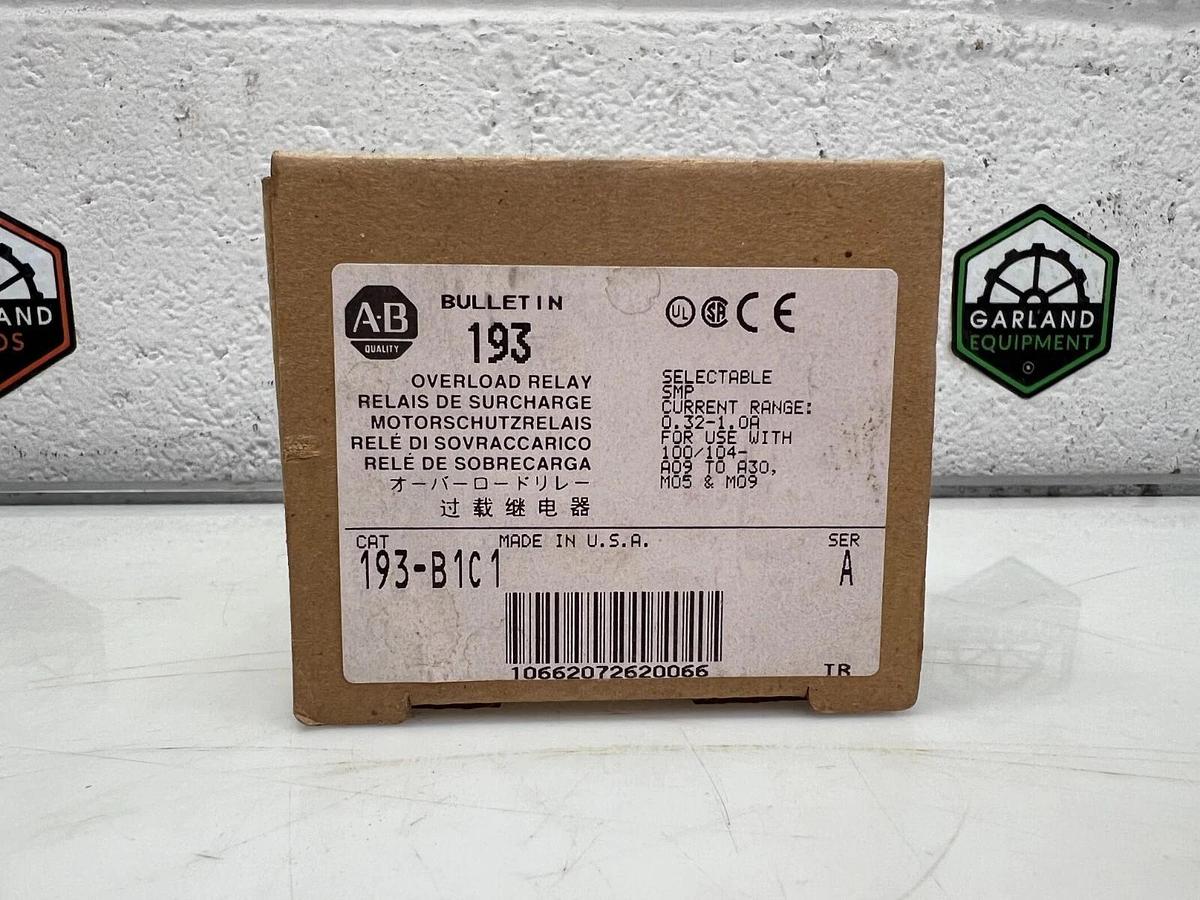 A-B
QUALITY
BULLETIN
193
OVERLOAD RELAY
RELAIS DE SURCHARGE
MOTORSCHUTZRELAIS
RELÉ DI SOVRACCARICO
RELÉ DE SOBRECARGA
オーバーロードリレー
过载继电器
UL SA CE
SELECTABLE
SMP
CURRENT RANGE:
0.32-1.0A
FOR USE WITH
100/104-
A09 TO A30,
M05 & M09
CAT MADE IN U.S.A. SER
193-B1C1 A
10662072620066 TR
AND
DS
GARLAND
EQUIPMENT